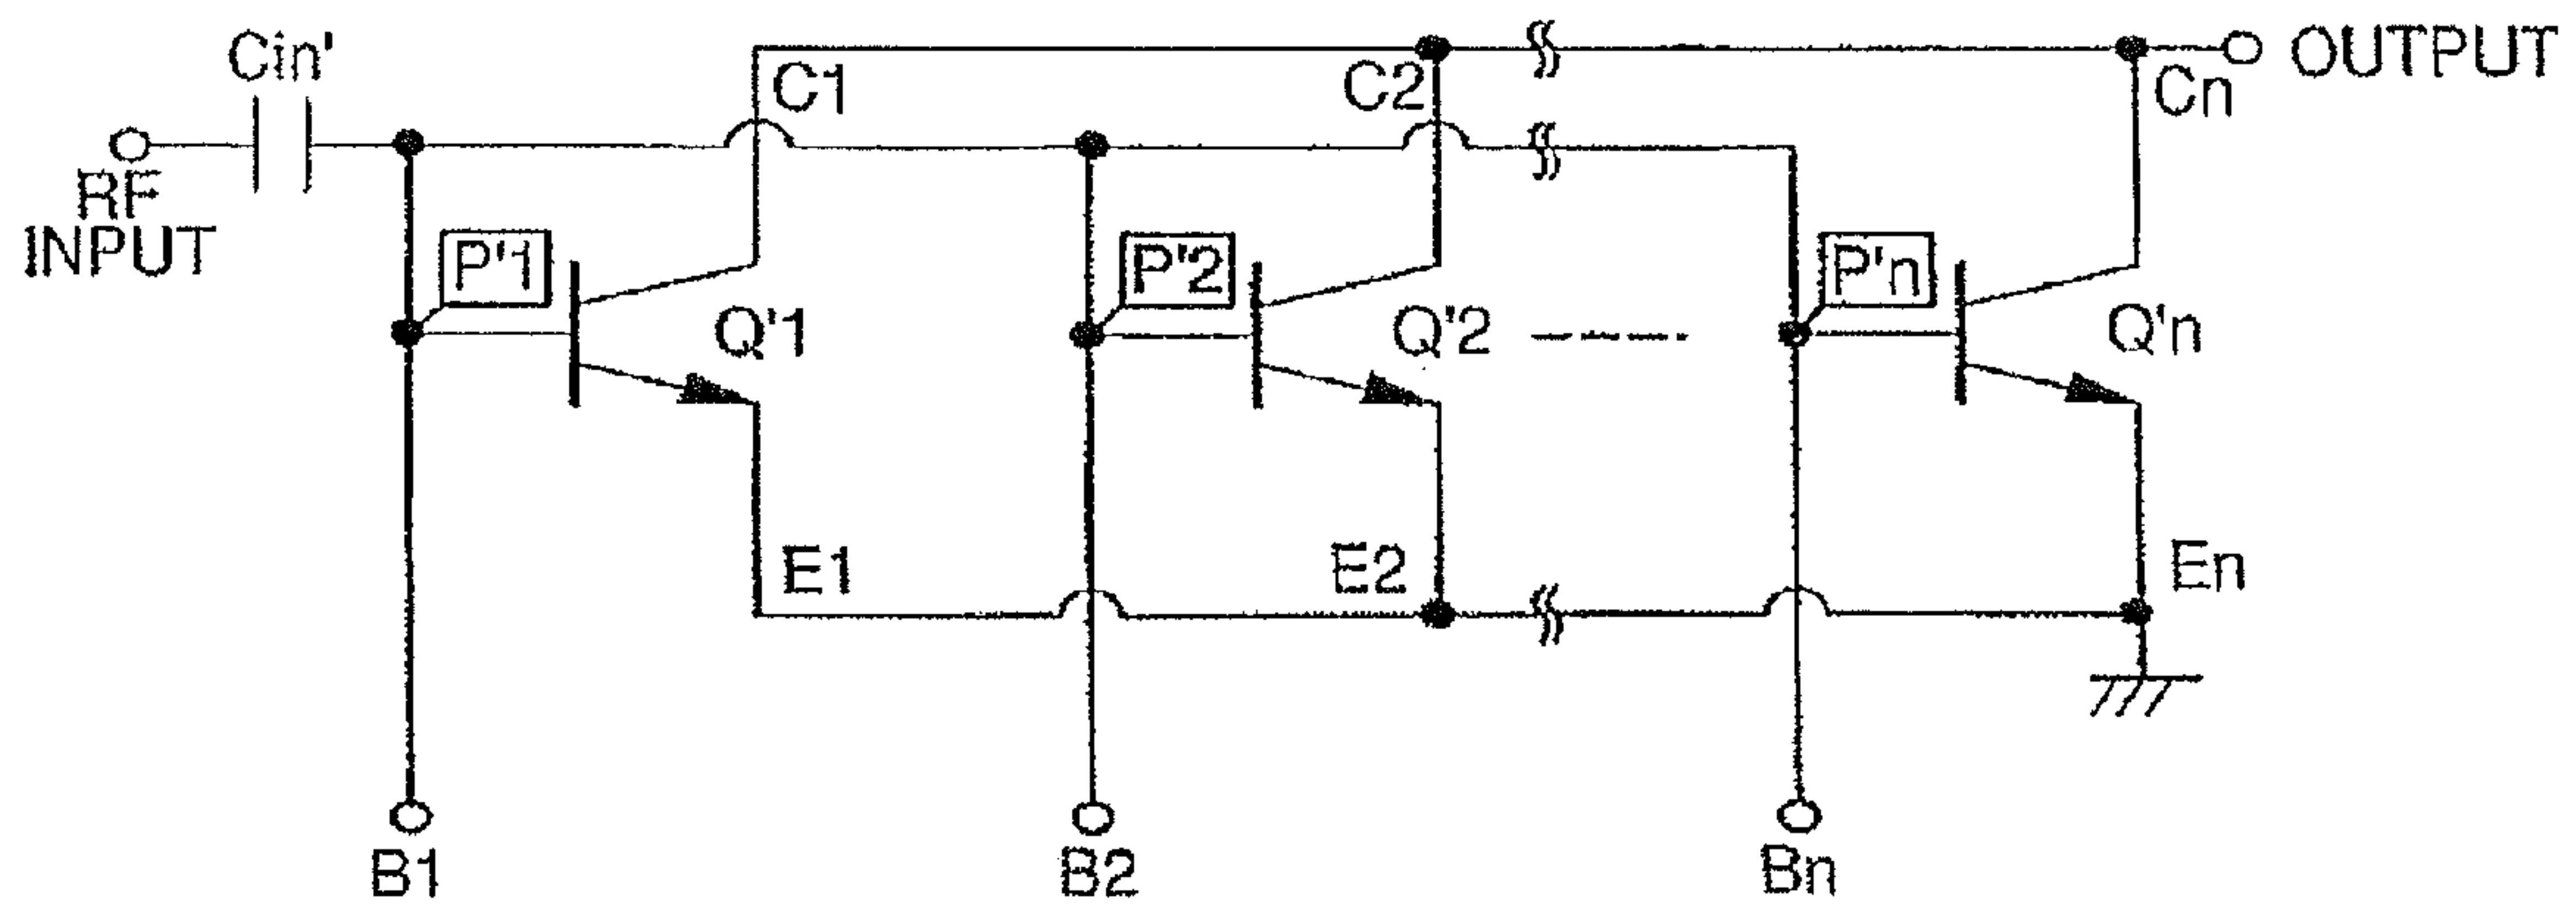 Cin'
C1
C2
Cn
OUTPUT
RF
INPUT
P'1
P'2
P'n
Q'1
Q'2
Q'n
E1
E2
En
B1
B2
Bn